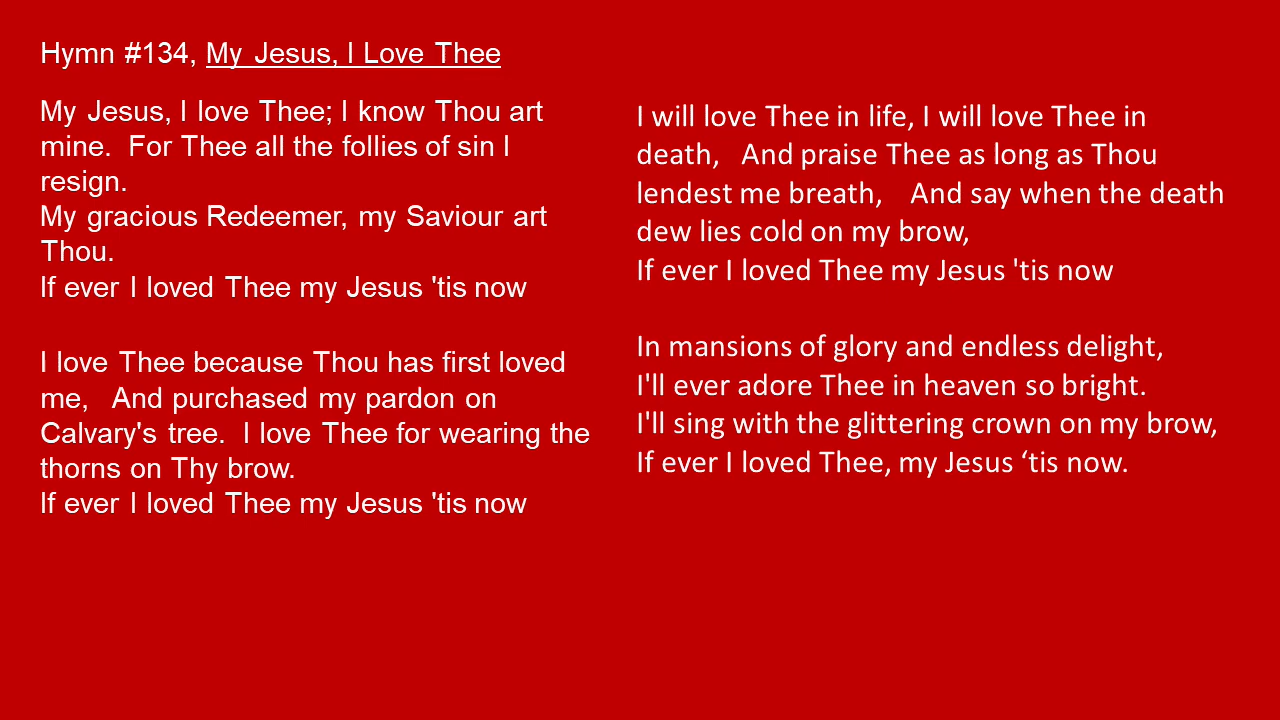 Hymn #134, My Jesus, I Love Thee
My Jesus, I love Thee; I know Thou art
mine.  For Thee all the follies of sin I
resign.
My gracious Redeemer, my Saviour art
Thou.
If ever I loved Thee my Jesus 'tis now
I love Thee because Thou has first loved
me,   And purchased my pardon on
Calvary's tree.  I love Thee for wearing the
thorns on Thy brow.
If ever I loved Thee my Jesus 'tis now
I will love Thee in life, I will love Thee in
death,   And praise Thee as long as Thou
lendest me breath,    And say when the death
dew lies cold on my brow,
If ever I loved Thee my Jesus 'tis now
In mansions of glory and endless delight,
I'll ever adore Thee in heaven so bright.
I'll sing with the glittering crown on my brow,
If ever I loved Thee, my Jesus ‘tis now.